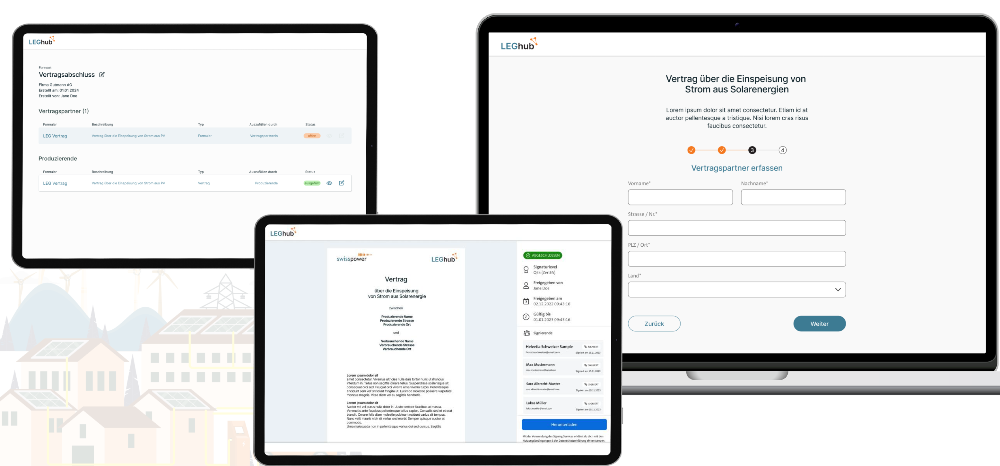 LEGhub
Formset
Vertragsabschluss
Firma Gutmann AG
Erstellt am: 01.01.2024
Erstellt von: Jane Doe
Vertragspartner (1)
Formular Beschreibung Typ Auszufüllen durch Status
LEG Vertrag Vertrag über die Einspeisung von Strom aus PV Formular VertragspartnerIn offen
Produzierende
Formular Beschreibung Typ Auszufüllen durch Status
LEG Vertrag Vertrag über die Einspeisung von Strom aus PV Vertrag Produzierende ausgefüllt
LEGhub
Vertrag über die Einspeisung von
Strom aus Solarenergien
Lorem ipsum dolor sit amet consectetur. Etiam id at
auctor pellentesque a tristique. Nisi lorem cras risus
faucibus consectetur.
3 4
Vertragspartner erfassen
Vorname* Nachname*
Strasse / Nr.*
PLZ / Ort*
Land*
Zurück Weiter
LEGhub
swisspower LEGhub
Vertrag
über die Einspeisung
von Strom aus Solarenergie
zwischen
Produzierende Name
Produzierende Strasse
Produzierende Ort
und
Verbrauchende Name
Verbrauchende Strasse
Verbrauchende Ort
Lorem ipsum dolor sit
amet consectetur. Vivamus ultricies nulla duis tortor nunc ut rhoncus
interdum in. Tellus non sagittis ornare tellus. Suspendisse scelerisque sit
consequat orci sed. Feugiat orci viverra urna viverra turpis. Pellentesque
tincidunt sem vel tincidunt fringilla ut. Euismod molestie posuere vulputate
rhoncus magnis. Vitae diam vel eu sagittis hendrerit.
Lorem ipsum dolor sit
Auctor vel vel purus nulla dolor in. Justo semper faucibus at massa.
Venenatis ante faucibus pellentesque tellus sapien. Convallis sed et et erat
blandit. Ornare felis diam molestie pulvinar tincidunt varius sit tempus.
Nunc velit mauris nibh sit varius orci morbi. Semper quisque auctor at
commodo.
Urna malesuada non in pellentesque varius dui sed cursus. Sagittis
ABGESCHLOSSEN
Signaturlevel
QES (ZertES)
Freigegeben von
Jane Doe
Freigegeben am
7
02.12.2022 09:43:16
Gültig bis
01.01.2023 09:43:16
Signierende
Helvetia Schweizer Sample SIGNIERT
helvetia.schweizer@email.com Signiert am 15.11.2023
Max Mustermann SIGNIERT
max.mustermann@email.com Signiert am 15.11.2023
Sara Albrecht-Muster SIGNIERT
sara.albrecht-muster@email.com Signiert am 15.11.2023
Lukas Müller SIGNIERT
lukas.mueller@email.com Signiert am 15.11.2023
Herunterladen
Mit der Verwendung des Signing Services erklärst du dich mit den
Nutzungsbedingungen & der Datenschutzerklärung einverstanden.